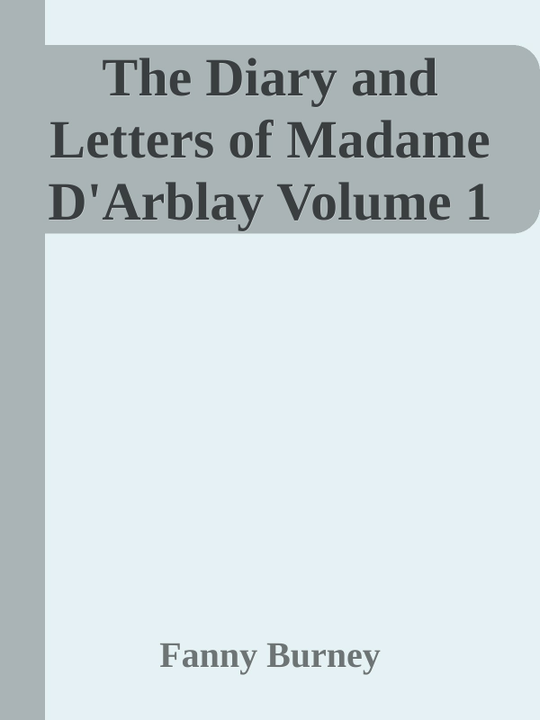 The Diary and
Letters of Madame
D'Arblay Volume 1
Fanny Burney